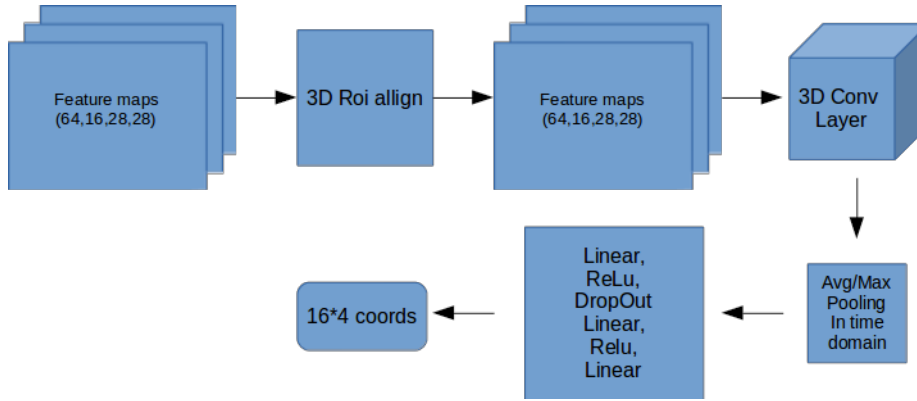 Feature maps
(64,16,28,28)
3D Roi allign
Feature maps
(64,16,28,28)
3D Conv
Layer
Avg/Max
Pooling
In time
domain
Linear,
ReLu,
DropOut
Linear,
Relu,
Linear
16*4 coords